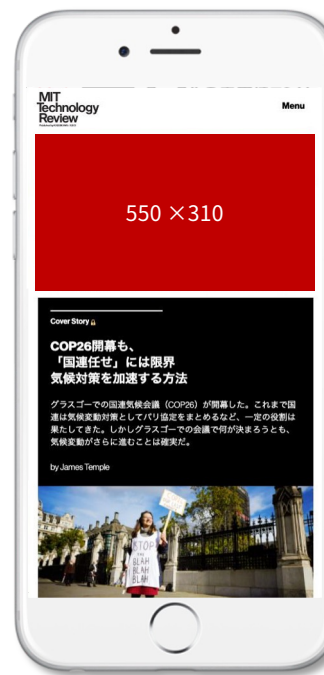 MIT
Technology
Review
Menu
550 ×310
Cover Story
COP26開幕も、
「国連任せ」には限界
気候対策を加速する方法
グラスゴーでの国連気候会議（COP26）が開幕した。これまで国
連は気候変動対策としてパリ協定をまとめるなど、一定の役割は
果たしてきた。しかしグラスゴーでの会議で何が決まろうとも、
気候変動がさらに進むことは確実だ。
by James Temple
STOP
BLAH
BLAH
BLAH